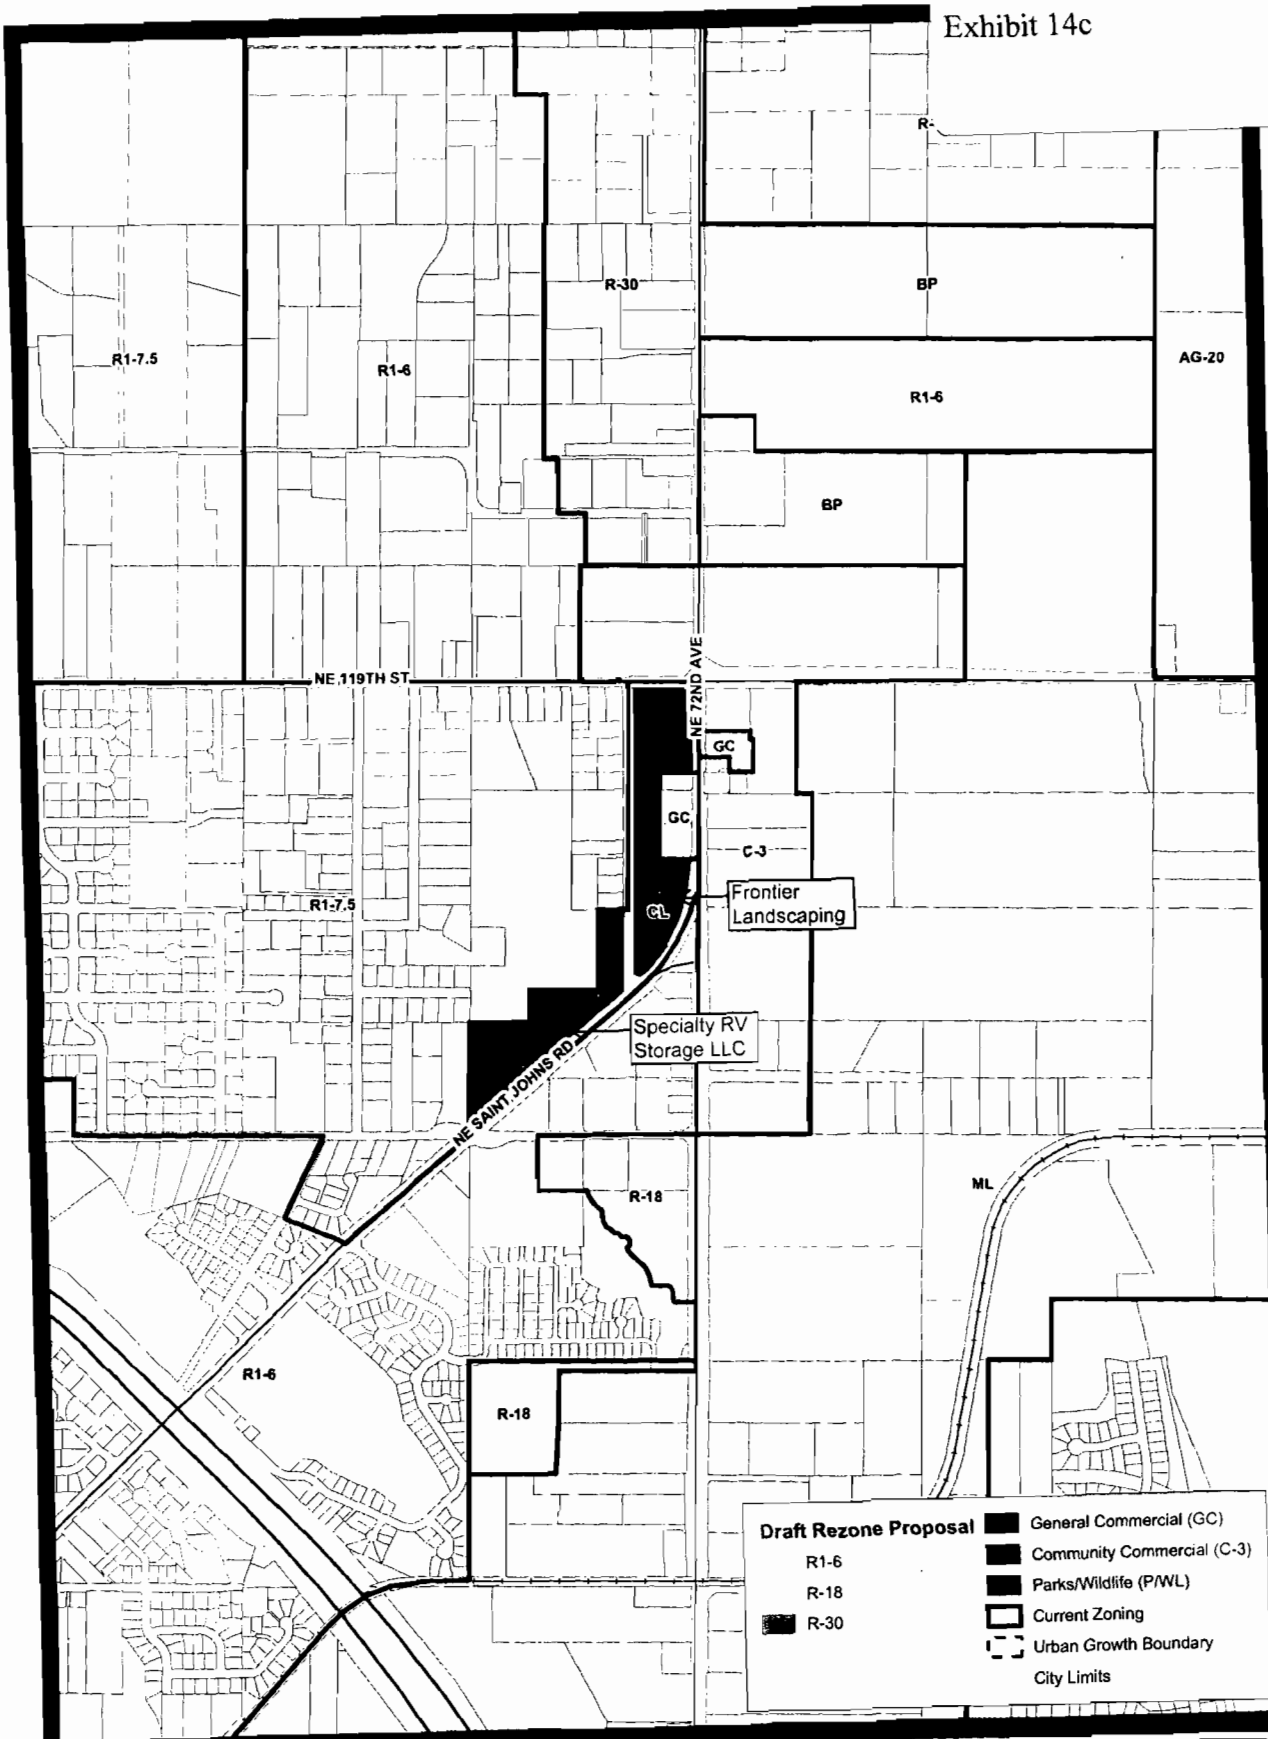 Exhibit 14c
R-
R-30
BP
R1-7.5
R1-6
AG-20
R1-6
BP
NE 119TH ST
NE 72ND AVE
GC
GC
C-3
CL
Frontier
Landscaping
R1-7.5
Specialty RV
Storage LLC
NE SAINT JOHNS RD
R-18
ML
R1-6
R-18
Draft Rezone Proposal
R1-6
R-18
R-30
General Commercial (GC)
Community Commercial (C-3)
Parks/Wildlife (P/WL)
Current Zoning
Urban Growth Boundary
City Limits